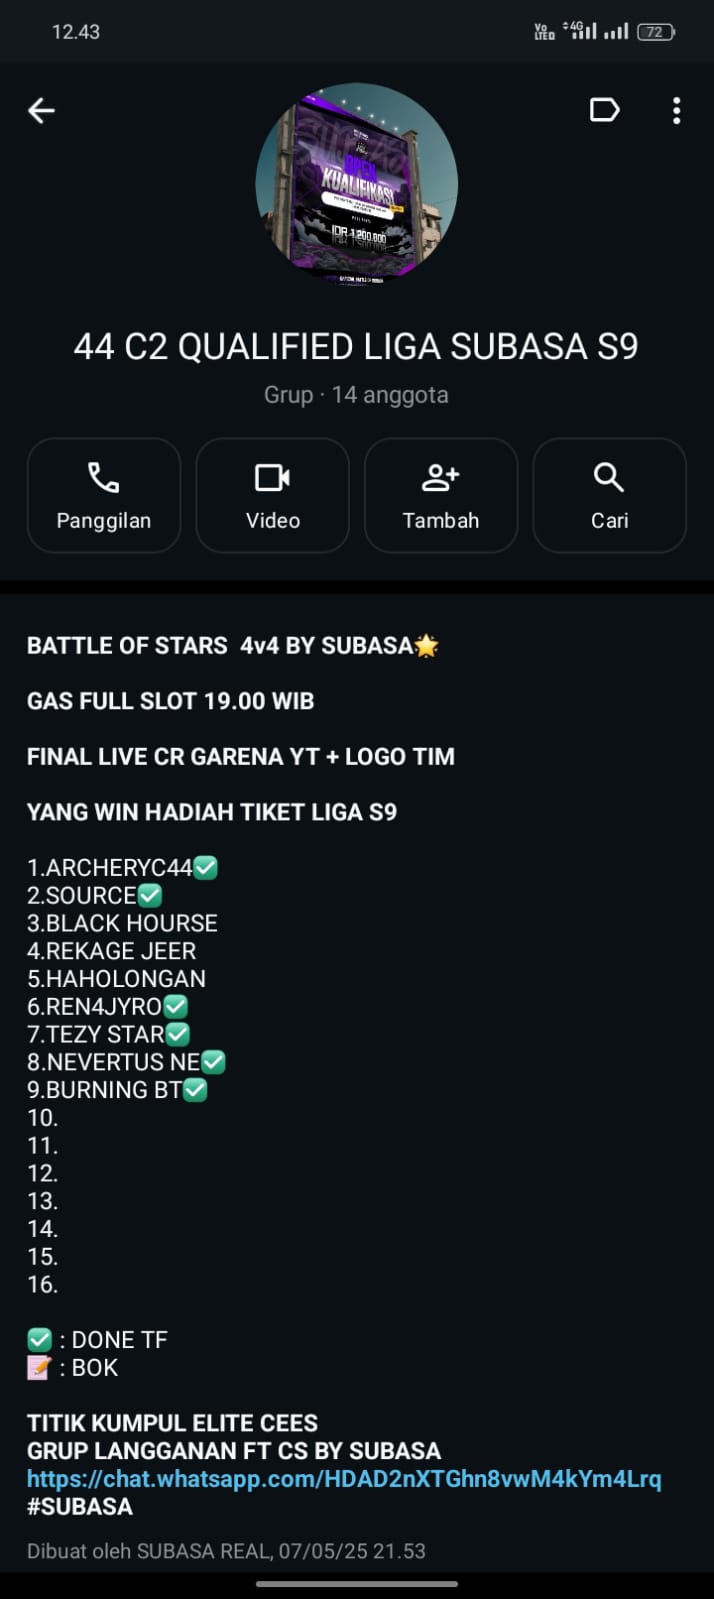 12.43
Vo LTED 4G 72
OPEN
KUALIFIKASI
IDR 1.200.000
44 C2 QUALIFIED LIGA SUBASA S9
Grup · 14 anggota
Panggilan Video Tambah Cari
BATTLE OF STARS  4v4 BY SUBASA🌟
GAS FULL SLOT 19.00 WIB
FINAL LIVE CR GARENA YT + LOGO TIM
YANG WIN HADIAH TIKET LIGA S9
1.ARCHERYC44✅
2.SOURCE✅
3.BLACK HOURSE
4.REKAGE JEER
5.HAHOLONGAN
6.REN4JYRO✅
7.TEZY STAR✅
8.NEVERTUS NE✅
9.BURNING BT✅
10.
11.
12.
13.
14.
15.
16.
✅ : DONE TF
📝 : BOK
TITIK KUMPUL ELITE CEES
GRUP LANGGANAN FT CS BY SUBASA
https://chat.whatsapp.com/HDAD2nXTGhn8vwM4kYm4Lrq
#SUBASA
Dibuat oleh SUBASA REAL, 07/05/25 21.53